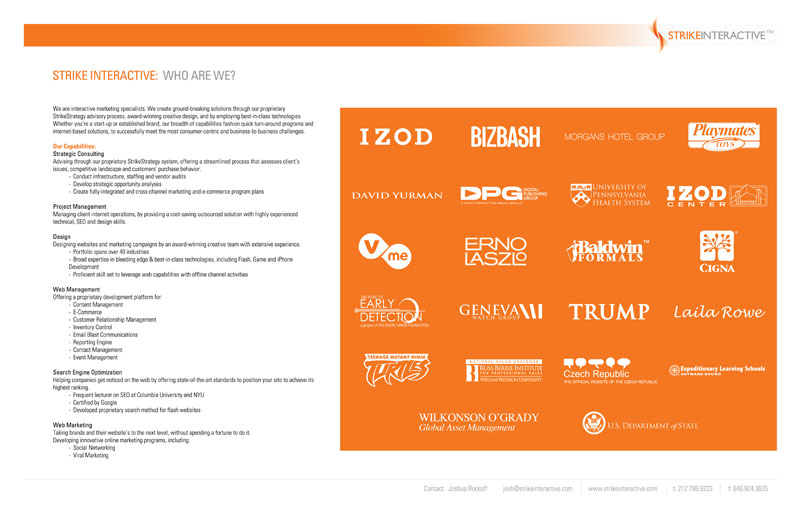 STRIKEINTERACTIVE™
STRIKE INTERACTIVE: WHO ARE WE?
We are interactive marketing specialists. We create ground-breaking solutions through our proprietary
StrikeStrategy advisory process, award-winning creative design, and by employing best-in-class technologies.
Whether you're a start-up or established brand, our breadth of capabilities fashion quick turn-around programs and
internet-based solutions, to successfully meet the most consumer-centric and business-to-business challenges.
Our Capabilities:
Strategic Consulting
Advising through our proprietary StrikeStrategy system, offering a streamlined process that assesses client's
issues, competitive landscape and customers' purchase behavior.
- Conduct infrastructure, staffing and vendor audits
- Develop strategic opportunity analyses
- Create fully-integrated and cross-channel marketing and e-commerce program plans
Project Management
Managing client internet operations, by providing a cost-saving outsourced solution with highly experienced
technical, SEO and design skills.
Design
Designing websites and marketing campaigns by an award-winning creative team with extensive experience.
- Portfolio spans over 40 industries
- Broad expertise in bleeding edge & best-in-class technologies, including Flash, Game and iPhone
Development
- Proficient skill set to leverage web capabilities with offline channel activities
Web Management
Offering a proprietary development platform for:
- Content Management
- E-Commerce
- Customer Relationship Management
- Inventory Control
- Email Blast Communications
- Reporting Engine
- Contact Management
- Event Management
Search Engine Optimization
Helping companies get noticed on the web by offering state-of-the-art standards to position your site to achieve its
highest ranking.
- Frequent lecturer on SEO at Columbia University and NYU
- Certified by Google
- Developed proprietary search method for flash websites
Web Marketing
Taking brands and their website's to the next level, without spending a fortune to do it.
Developing innovative online marketing programs, including:
- Social Networking
- Viral Marketing
IZOD
BIZBASH
MORGANS HOTEL GROUP
Playmates
TOYS
DAVID YURMAN
DPG DIGITAL
PUBLISHING
GROUP
UNIVERSITY OF
PENNSYLVANIA
HEALTH SYSTEM
IZOD
CENTER
V me
ERNO
LASZLO
Baldwin™
FORMALS
CIGNA
THE ROAD TO
EARLY
DETECTION
GENEVA
WATCH GROUP
TRUMP
Laila Rowe
TEENAGE MUTANT NINJA
TURTLES
NATIONAL SALES CHALLENGE
RUSS BERRIE INSTITUTE
FOR PROFESSIONAL SALES
WILLIAM PATERSON UNIVERSITY
Czech Republic
THE OFFICIAL WEBSITE OF THE CZECH REPUBLIC
Expeditionary Learning Schools
OUTWARD BOUND
WILKONSON O'GRADY
Global Asset Management
U.S. DEPARTMENT OF STATE
Contact: Joshua Rockoff josh@strikeinteractive.com www.strikeinteractive.com t: 212.786.9223 f: 646.924.3635